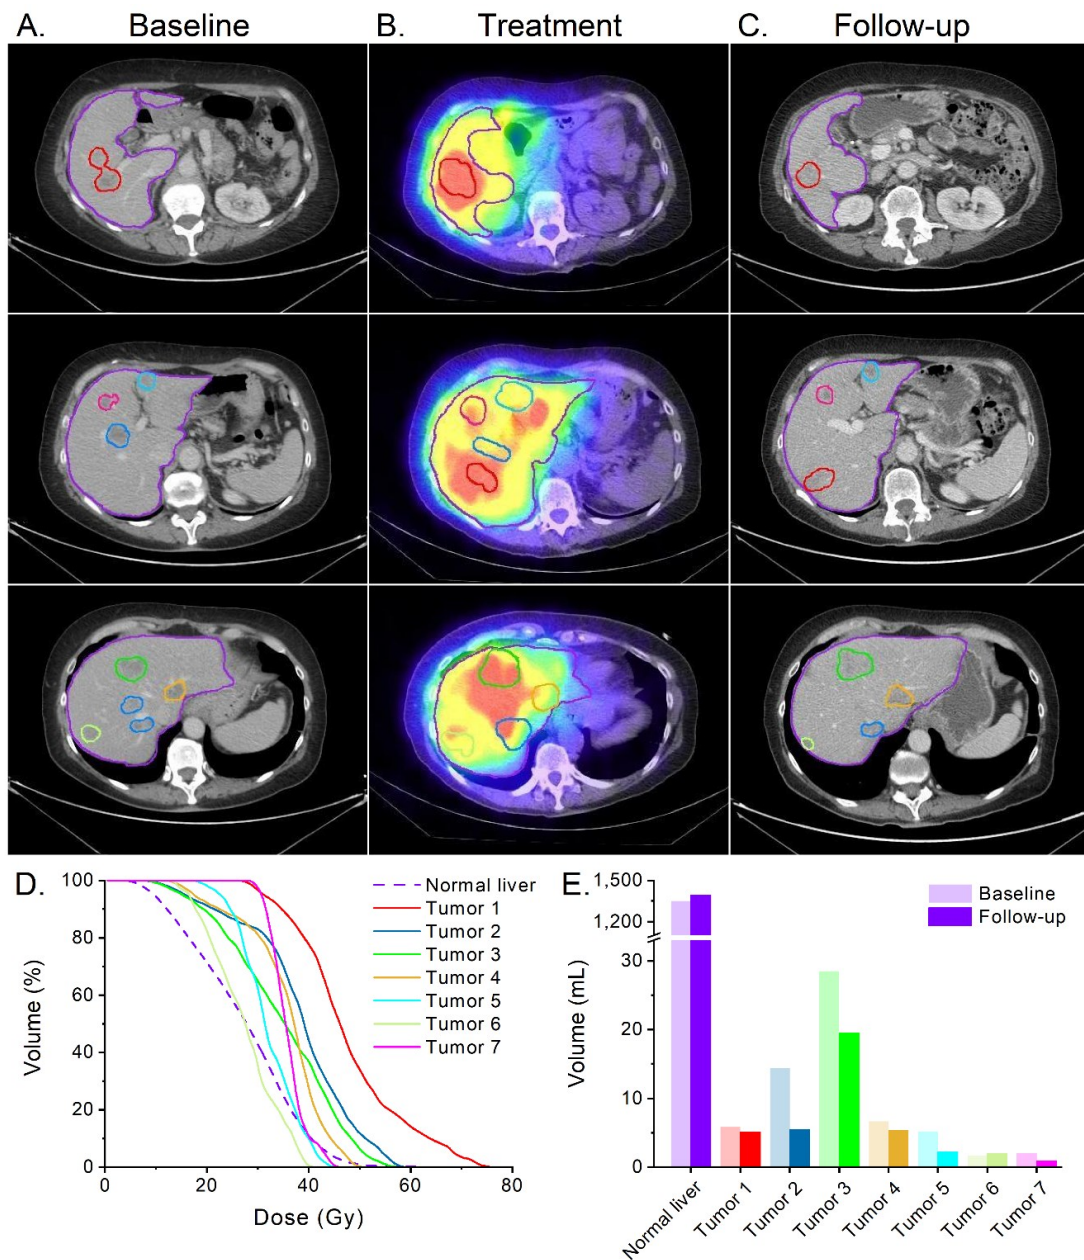 A. Baseline B. Treatment C. Follow-up
D.
100
80
60
40
20
0
Volume (%)
0 20 40 60 80
Dose (Gy)
Normal liver
Tumor 1
Tumor 2
Tumor 3
Tumor 4
Tumor 5
Tumor 6
Tumor 7
E.
1,500
1,200
30
20
10
0
Volume (mL)
Baseline
Follow-up
Normal liver
Tumor 1
Tumor 2
Tumor 3
Tumor 4
Tumor 5
Tumor 6
Tumor 7